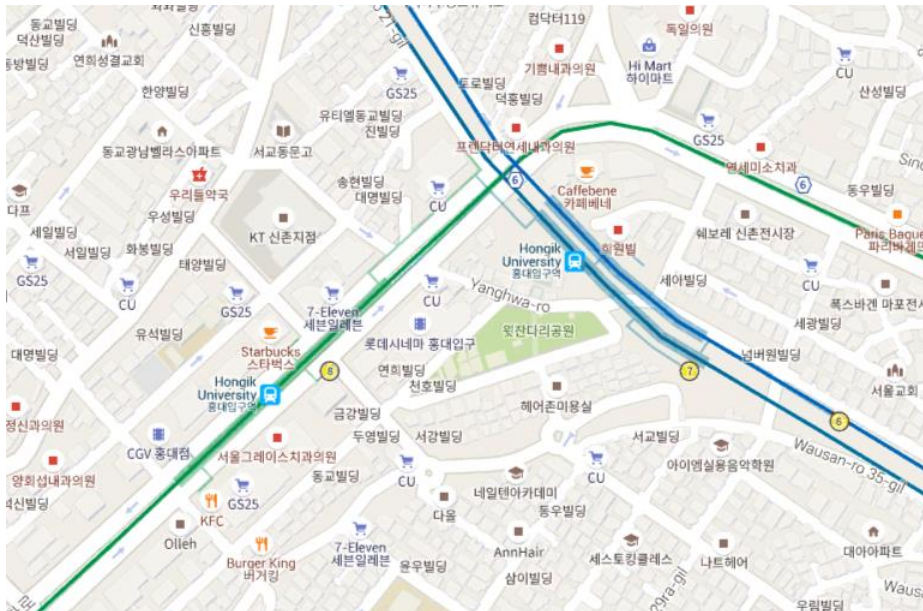 화화빌딩
동교빌딩
덕산빌딩
연희성결교회
신흥빌딩
한양빌딩
GS25
토로빌딩
덕흥빌딩
컴닥터119
기쁨내과의원
Hi Mart
하이마트
독일의원
CU
산성빌딩
유티엘동교빌딩
진빌딩
GS25
프렌닥터연세내과의원
연세미소치과
동교광남벨라스아파트
서교동문고
우리들약국
송현빌딩
대명빌딩
CU
6
Caffebene
카페베네
6
동우빌딩
우성빌딩
세일빌딩
서일빌딩
화봉빌딩
KT 신촌지점
희원빌
쉐보레 신촌전시장
Paris Bague
파리바게
GS25
CU
태양빌딩
Hongik
University
홍대입구역
세아빌딩
CU
폭스바겐 마포전시
Yanghwa-ro
GS25
7-Eleven
세븐일레븐
CU
세광빌딩
유석빌딩
대명빌딩
Starbucks
스타벅스
롯데시네마 홍대입구
윗잔다리공원
넘버원빌딩
연희빌딩
천호빌딩
8
7
서울교회
Hongik
University
홍대입구역
헤어존미용실
금강빌딩
6
정신과의원
CGV 홍대점
두영빌딩
서강빌딩
서교빌딩
서울그레이스치과의원
아이엠실용음악학원
Wausan-ro 35-gil
양회섭내과의원
동교빌딩
CU
네일텐아카데미
CU
석신빌딩
GS25
KFC
다올
동우빌딩
Olleh
7-Eleven
세븐일레븐
AnnHair
세스토킹클레스
나트헤어
대아아파트
Burger King
버거킹
윤우빌딩
삼이빌딩
우림빌딩